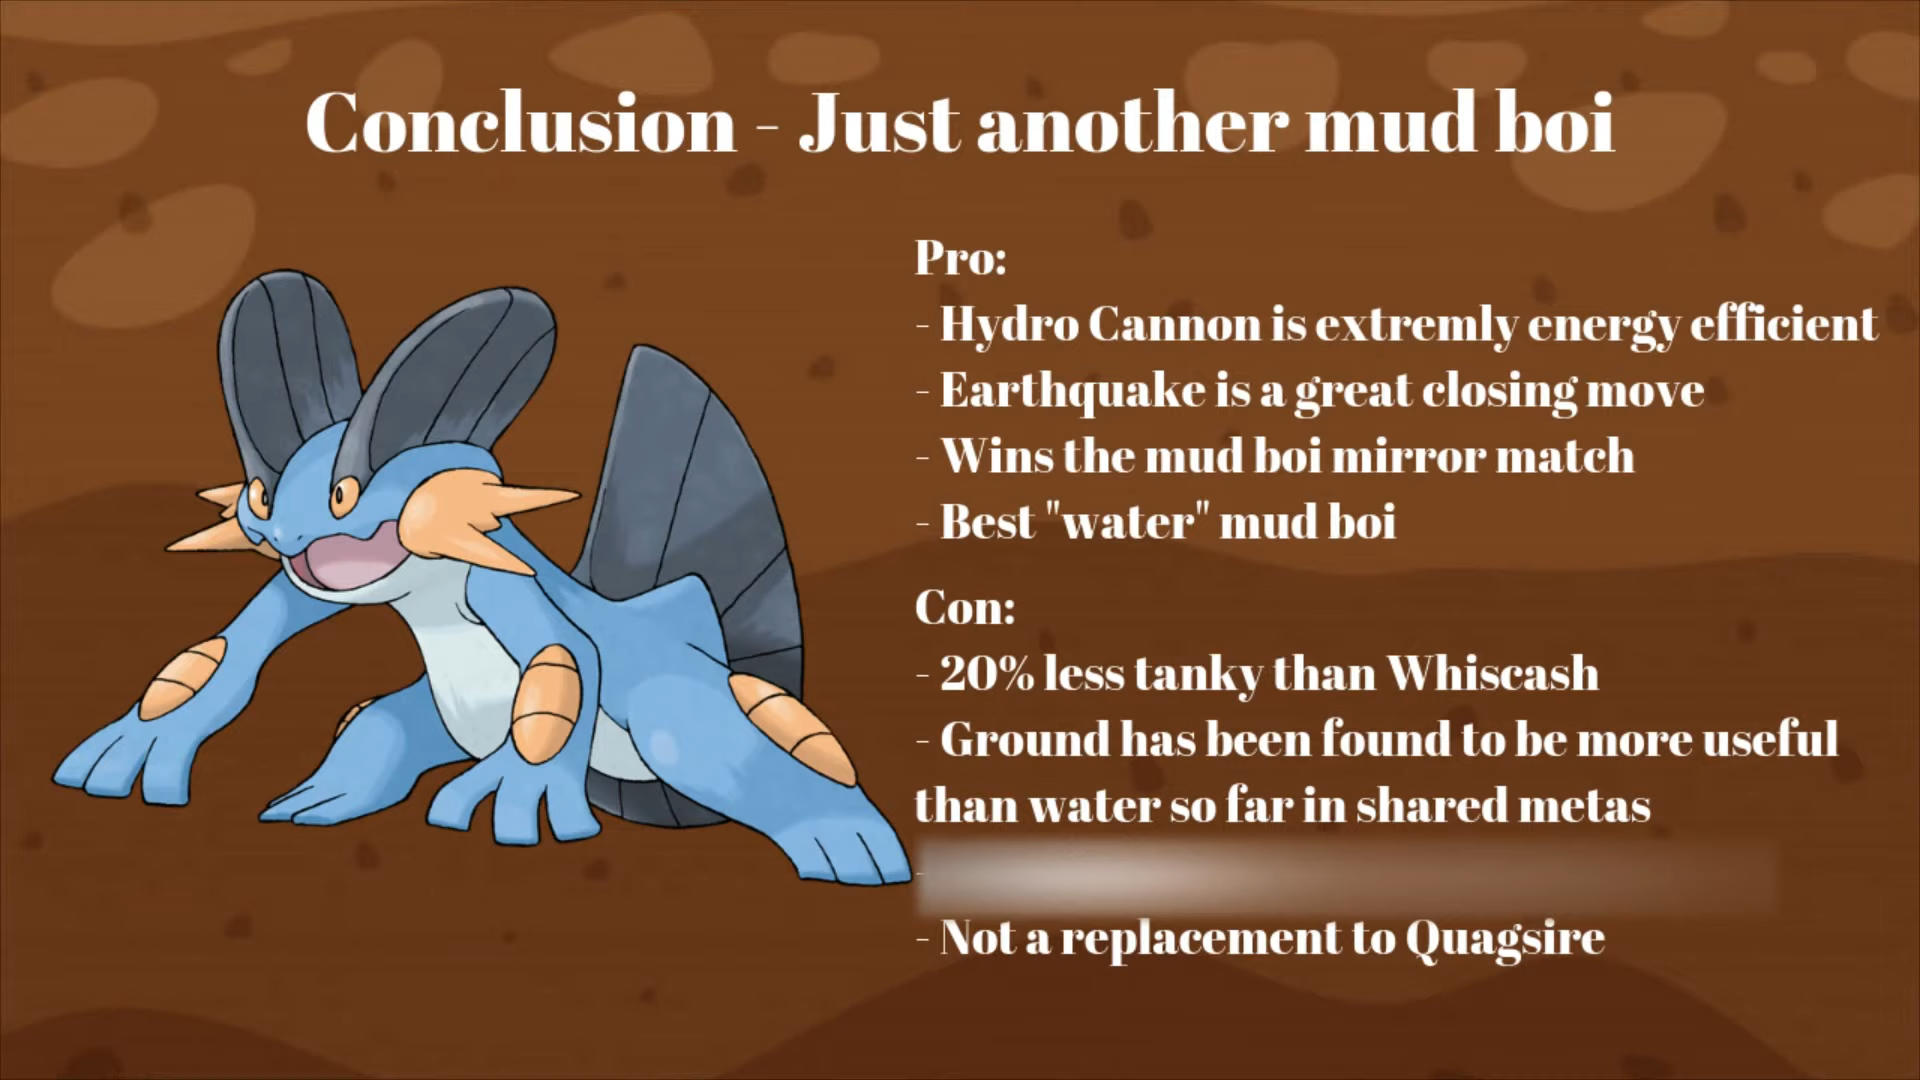 Conclusion - Just another mud boi
Pro:
- Hydro Cannon is extremly energy efficient
- Earthquake is a great closing move
- Wins the mud boi mirror match
- Best "water" mud boi
Con:
- 20% less tanky than Whiscash
- Ground has been found to be more useful
than water so far in shared metas
-
- Not a replacement to Quagsire